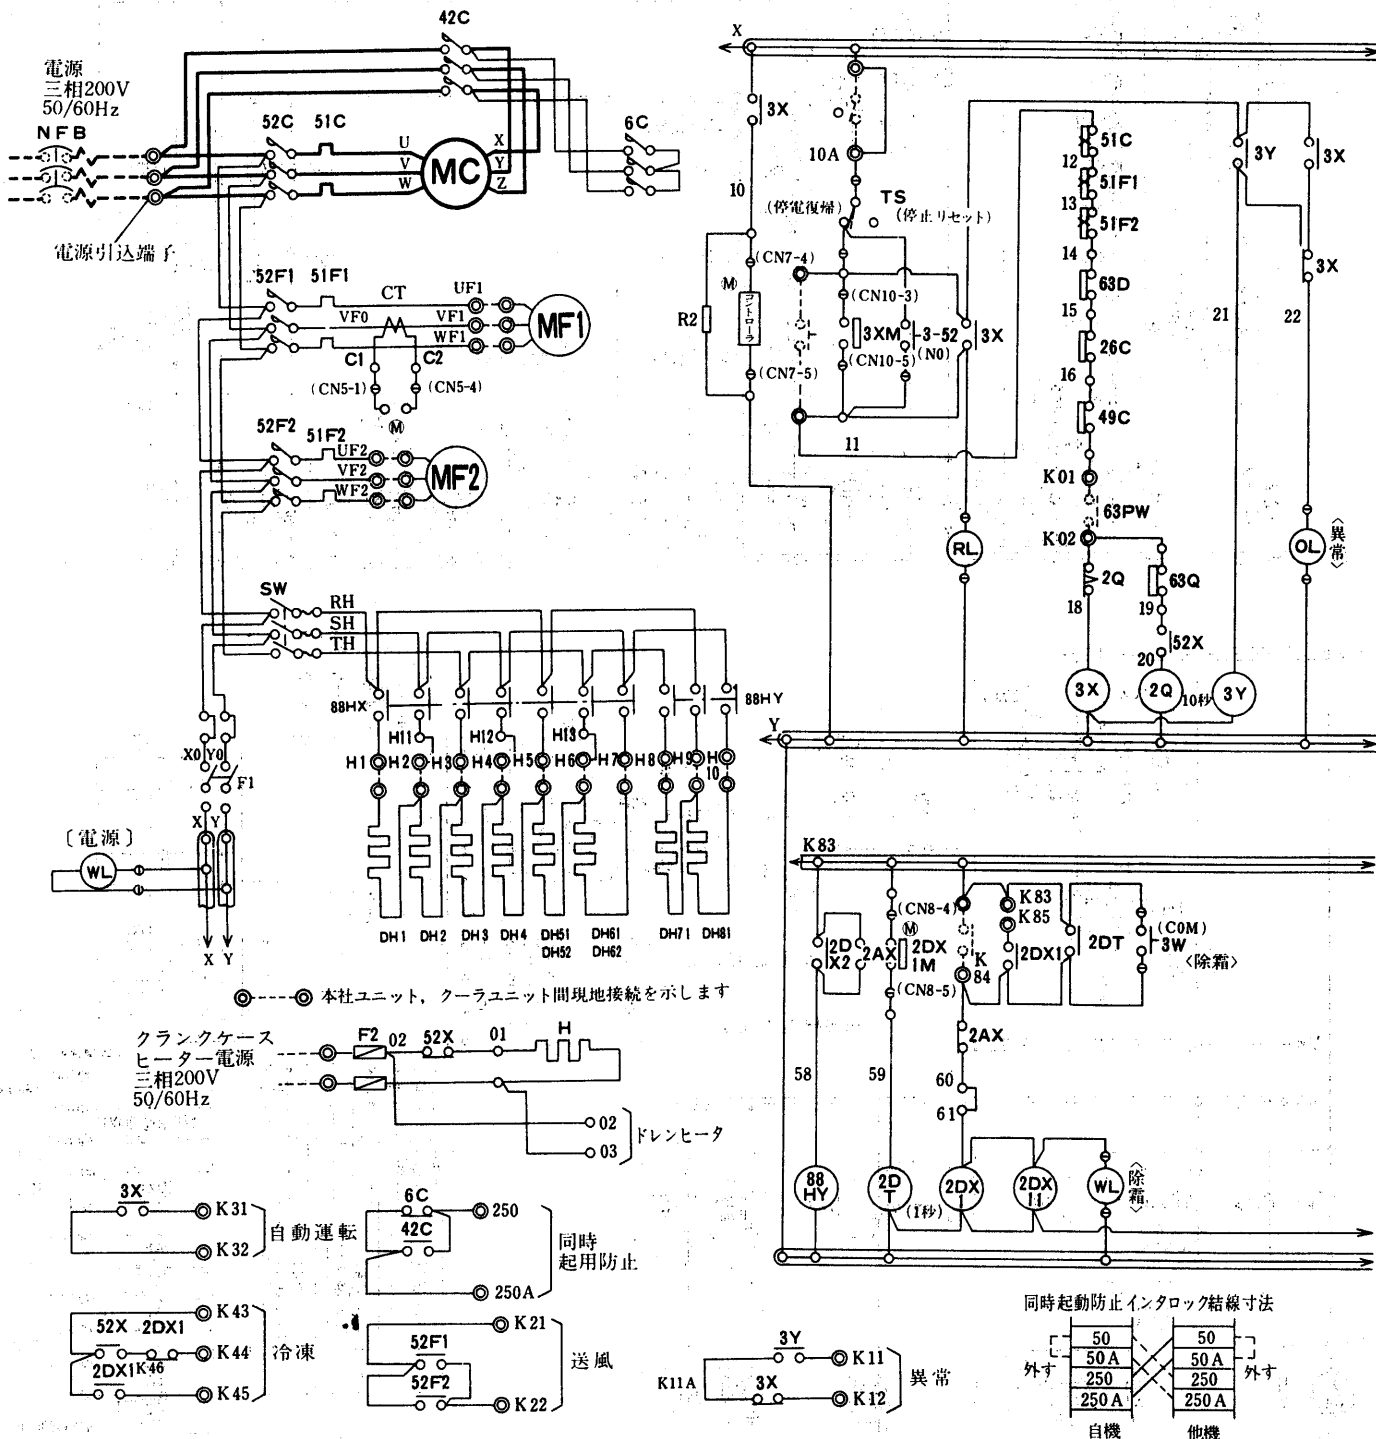 42C
電源
三相200V
50/60Hz
NFB
52C
51C
6C
U
V
W
MC
X
Y
Z
電源引込端子
52F1
51F1
CT
UF1
VF0
VF1
WF1
MF1
C1
C2
(CN5-1)
(CN5-4)
M
52F2
51F2
UF2
VF2
WF2
MF2
SW
RH
SH
TH
88HX
88HY
H11
H12
H13
H1
H2
H3
H4
H5
H6
H7
H8
H9
H
10
X0
Y0
F1
X
Y
〔電源〕
WL
X
Y
DH1
DH2
DH3
DH4
DH51
DH52
DH61
DH62
DH71
DH81
本社ユニット, クーラユニット間現地接続を示します
クランクケース
ヒーター電源
三相200V
50/60Hz
F2
02
52X
01
H
02
03
ドレンヒータ
3X
K31
K32
自動運転
6C
42C
250
250A
同時
起用防止
52X
2DX1
2DX1
K46
K43
K44
K45
冷凍
52F1
52F2
K21
K22
送風
3Y
3X
K11A
K11
K12
異常
X
3X
10
10A
TS
(停電復帰)
(停止リセット)
(CN7-4)
(CN10-3)
M
コントローラ
R2
3XM
3-52
(NO)
3X
(CN7-5)
(CN10-5)
11
RL
51C
12
51F1
13
51F2
14
63D
15
26C
16
49C
K01
63PW
K02
2Q
18
63Q
19
52X
20
3X
2Q
10秒
3Y
3Y
3X
3X
21
22
OL
〈異常〉
Y
K83
2D
X2
2AX
(CN8-4)
M
2DX
1M
(CN8-5)
K83
K85
K
84
2DX1
2DT
(COM)
3W
〈除霜〉
2AX
58
59
60
61
88
HY
2D
T
(1秒)
2DX
1
2DX
11
WL
〈除霜〉
同時起動防止インタロック結線寸法
50
50A
250
250A
50
50A
250
250A
外す
外す
自機
他機